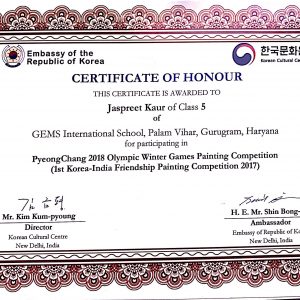 Embassy of the
Republic of Korea
한국문화원
Korean Cultural Cent
CERTIFICATE OF HONOUR
THIS CERTIFICATE IS AWARDED TO
Jaspreet Kaur of Class 5
of
GEMS International School, Palam Vihar, Gurugram, Haryana
for participating in
PyeongChang 2018 Olympic Winter Games Painting Competition
(1st Korea-India Friendship Painting Competition 2017)
Mr. Kim Kum-pyoung
Director
Korean Cultural Centre
New Delhi, India
H. E. Mr. Shin Bong-
Ambassador
Embassy of Republic of K
New Delhi, India